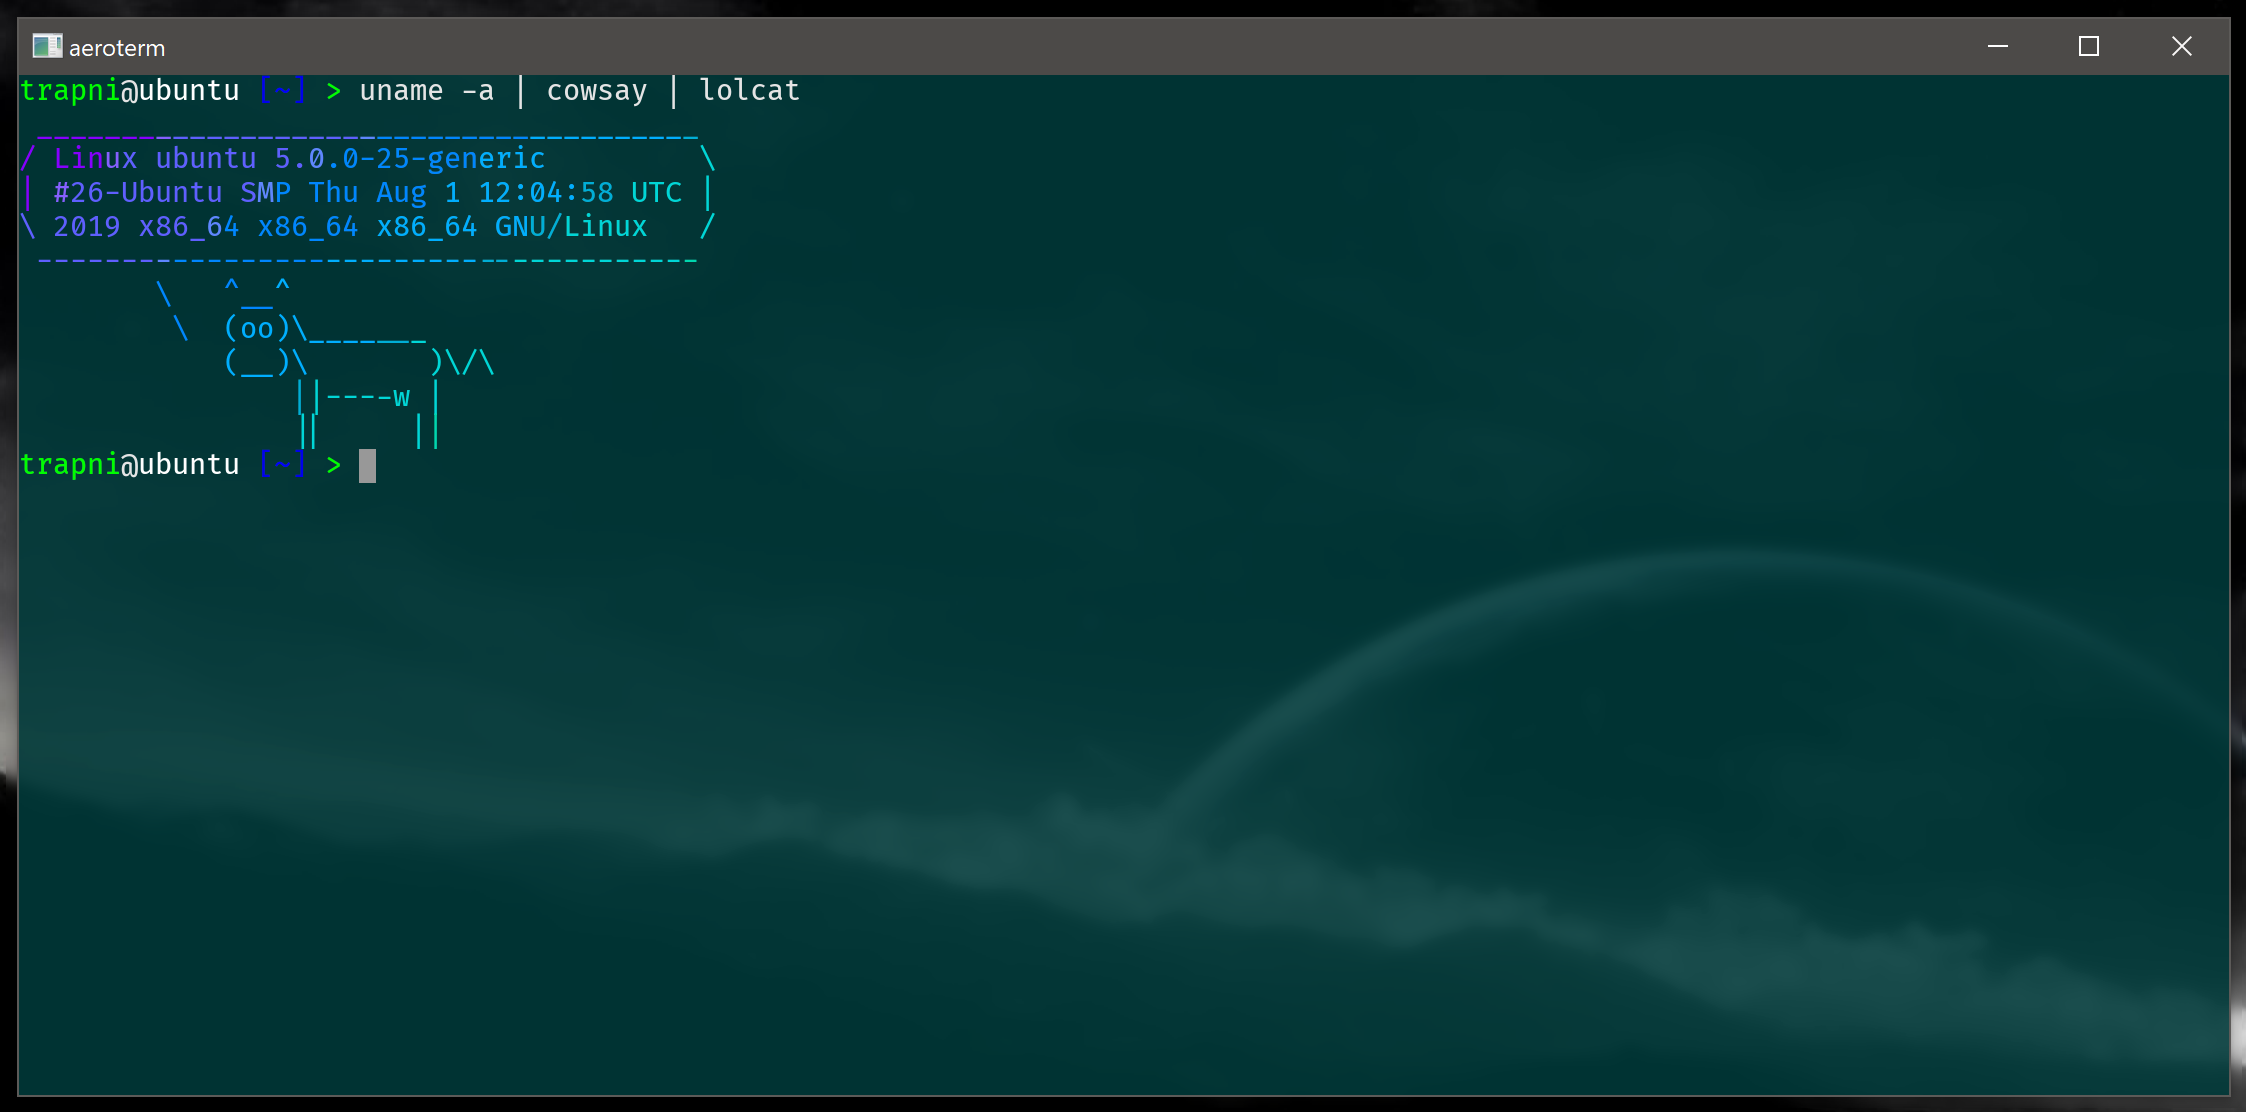 aeroterm
trapni@ubuntu [~] > uname -a | cowsay | lolcat
 _______________________________________
/ Linux ubuntu 5.0.0-25-generic         \
| #26-Ubuntu SMP Thu Aug 1 12:04:58 UTC |
\ 2019 x86_64 x86_64 x86_64 GNU/Linux   /
 ---------------------------------------
        \   ^__^
         \  (oo)\_______
            (__)\       )\/\
                ||----w |
                ||     ||
trapni@ubuntu [~] >